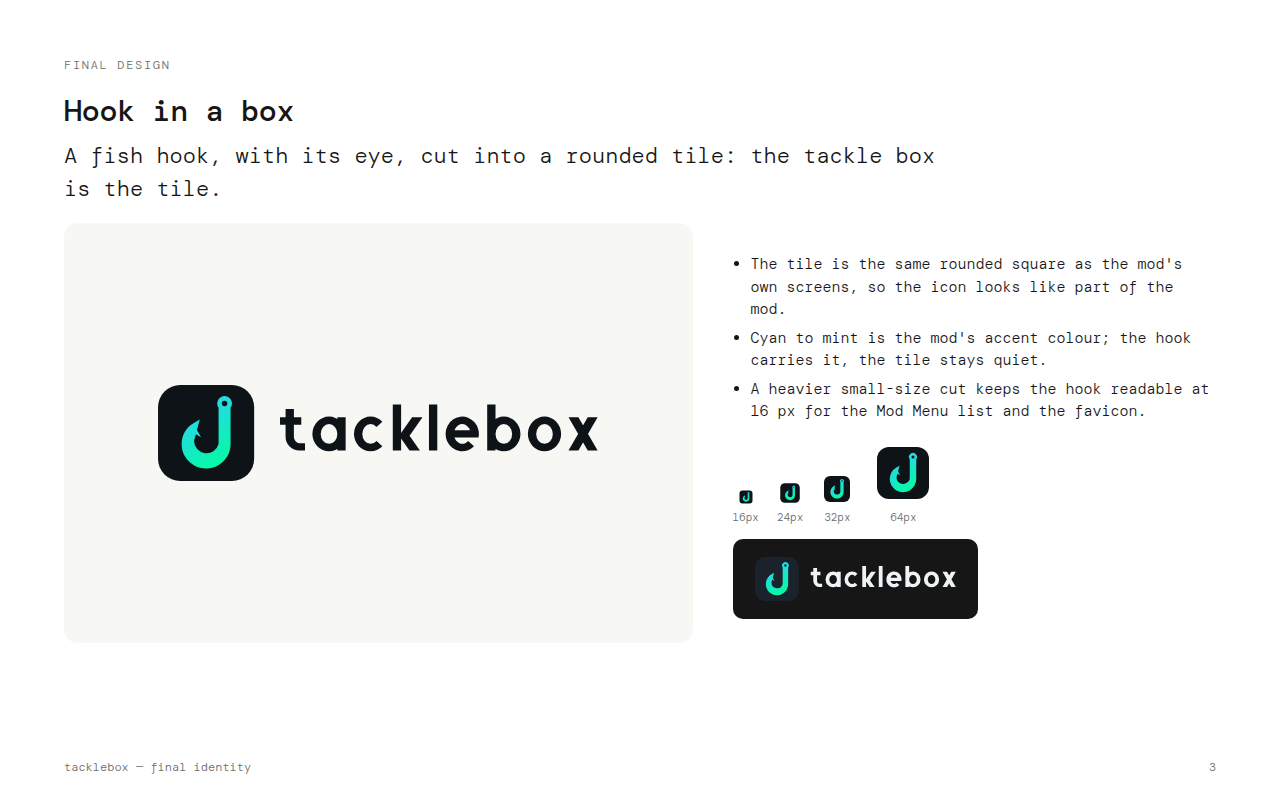 FINAL DESIGN
Hook in a box
A fish hook, with its eye, cut into a rounded tile: the tackle box
is the tile.
tacklebox
• The tile is the same rounded square as the mod's
own screens, so the icon looks like part of the
mod.
• Cyan to mint is the mod's accent colour; the hook
carries it, the tile stays quiet.
• A heavier small-size cut keeps the hook readable at
16 px for the Mod Menu list and the favicon.
16px 24px 32px 64px
tacklebox
tacklebox — final identity
3